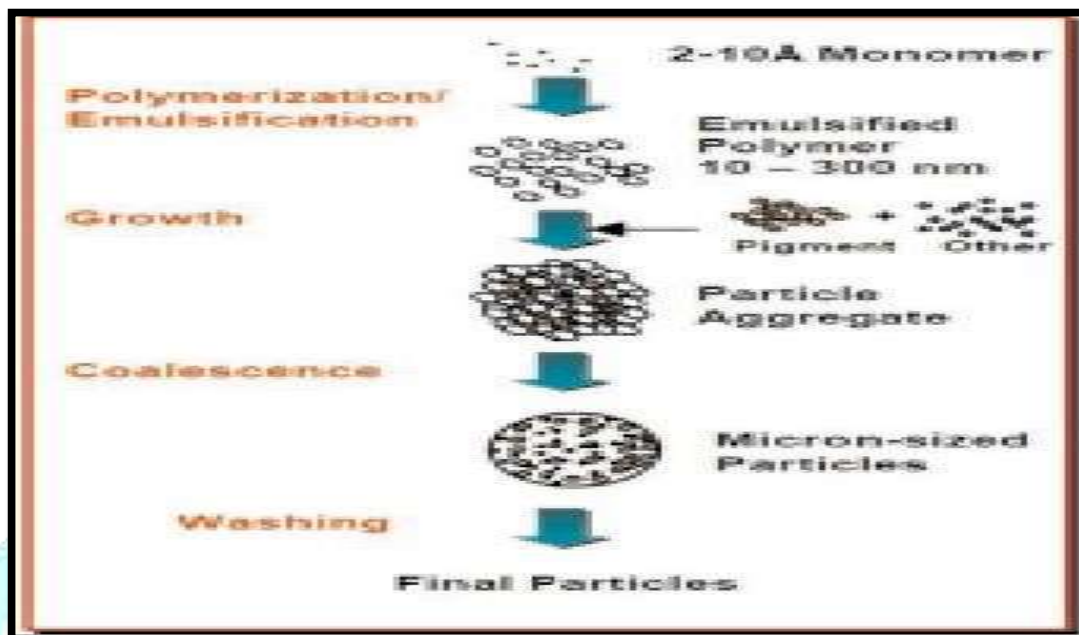 2-10Å Monomer
Polymerization/
Emulsification
Emulsified
Polymer
10 – 300 nm
Growth
Pigment + Other
Particle
Aggregate
Coalescence
Micron-sized
Particles
Washing
Final Particles